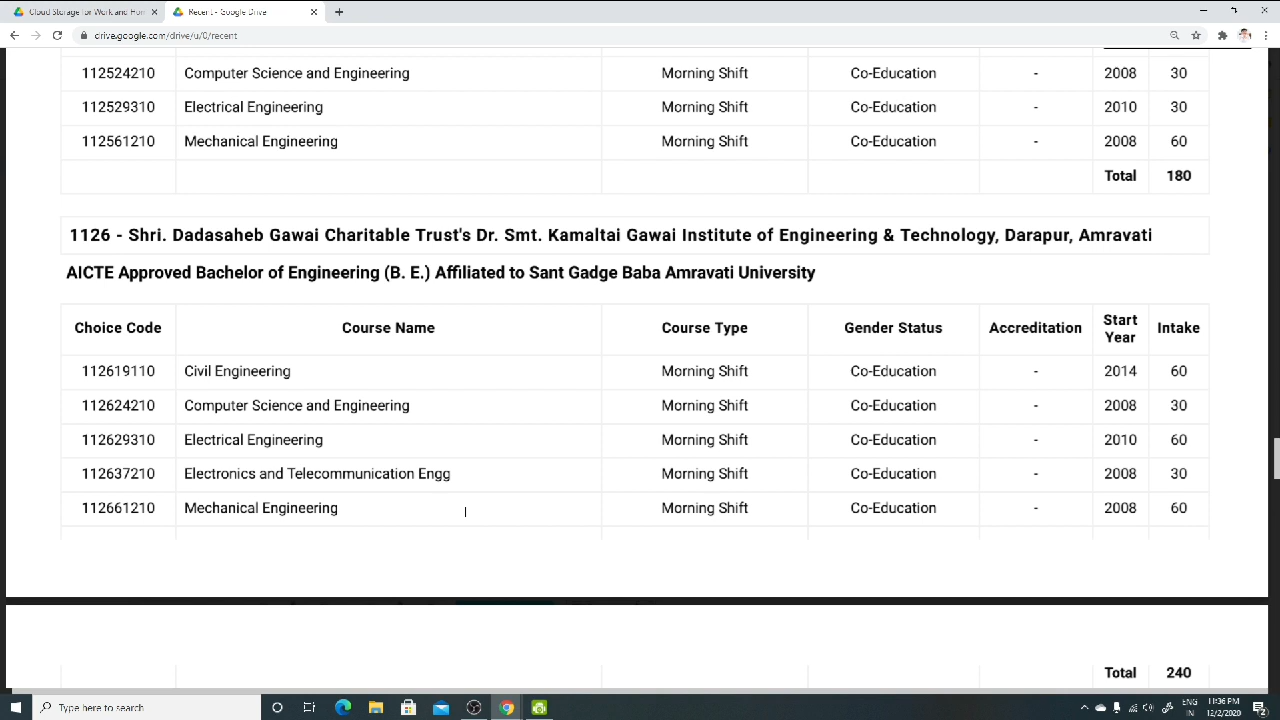 Cloud Storage for Work and Hom
Recent - Google Drive
drive.google.com/drive/u/0/recent
112524210 Computer Science and Engineering Morning Shift Co-Education - 2008 30
112529310 Electrical Engineering Morning Shift Co-Education - 2010 30
112561210 Mechanical Engineering Morning Shift Co-Education - 2008 60
Total 180
1126 - Shri. Dadasaheb Gawai Charitable Trust's Dr. Smt. Kamaltai Gawai Institute of Engineering & Technology, Darapur, Amravati
AICTE Approved Bachelor of Engineering (B. E.) Affiliated to Sant Gadge Baba Amravati University
Choice Code Course Name Course Type Gender Status Accreditation Start Year Intake
112619110 Civil Engineering Morning Shift Co-Education - 2014 60
112624210 Computer Science and Engineering Morning Shift Co-Education - 2008 30
112629310 Electrical Engineering Morning Shift Co-Education - 2010 60
112637210 Electronics and Telecommunication Engg Morning Shift Co-Education - 2008 30
112661210 Mechanical Engineering Morning Shift Co-Education - 2008 60
Total 240
Type here to search
ENG
IN
11:36 PM
12/2/2020
2